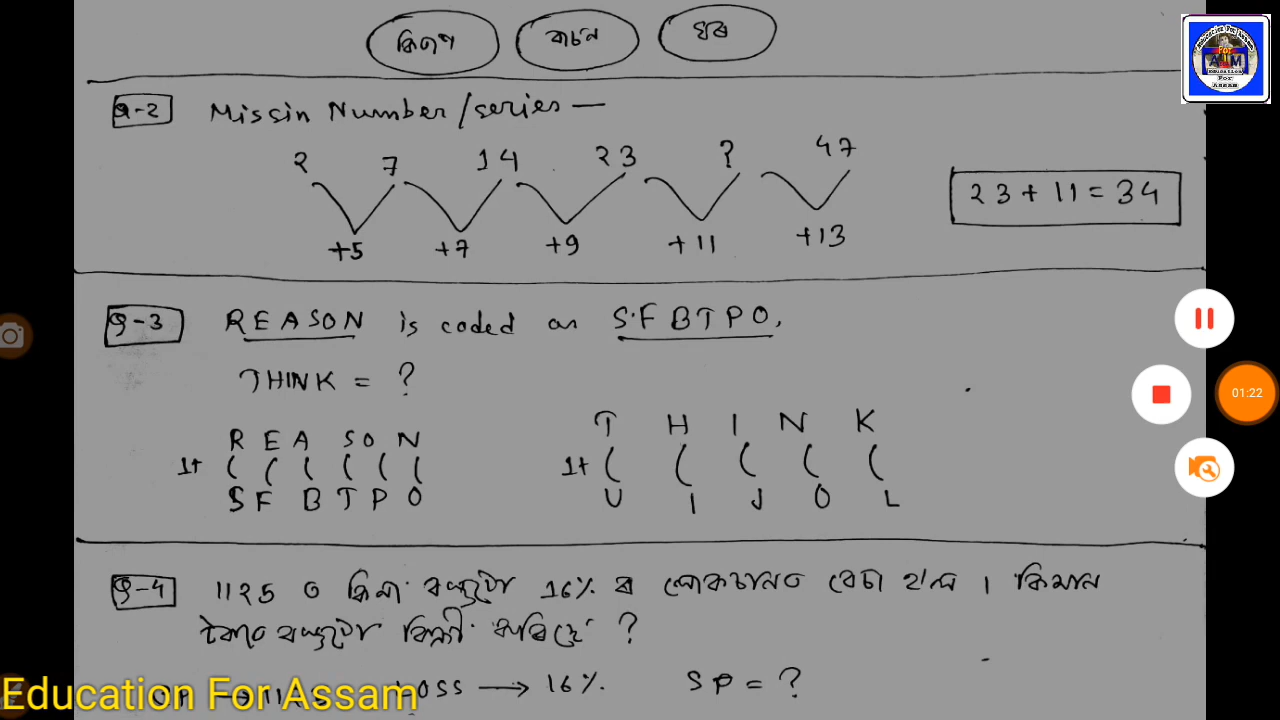 কিতাপ বাচন ঘৰ
Q-2 Missin Number/series —
2 7 14 23 ? 47
+5 +7 +9 +11 +13
23 + 11 = 34
Q-3 REASON is coded as SFBTPO.
THINK = ?
R E A S O N
1+
S F B T P O
T H I N K
1+
U I J O L
Q-4 1125 ত কিনা বস্তুটো 16% ৰ লোকচানত বেচা হ'ল । কিমান
টকাত বস্তুটো বিক্ৰী কৰিছে ?
LOSS → 16%. SP = ?
Education For Assam
01:22